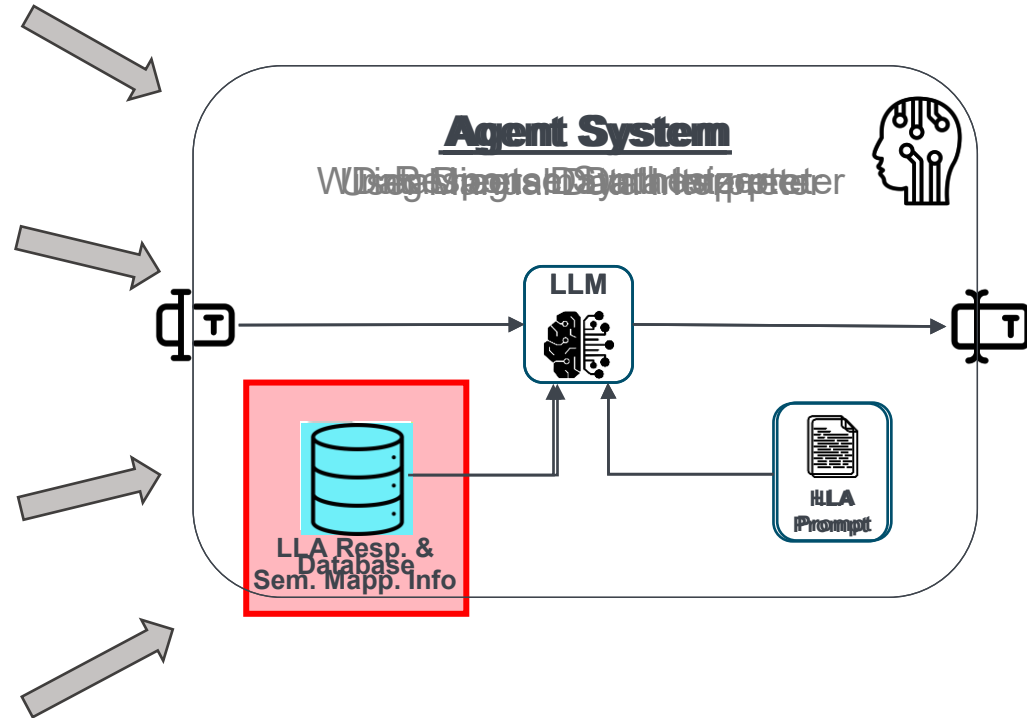 Agent System
LLM
T
T
LLA
Prompt
LLA Resp. &
Database
Sem. Mapp. Info